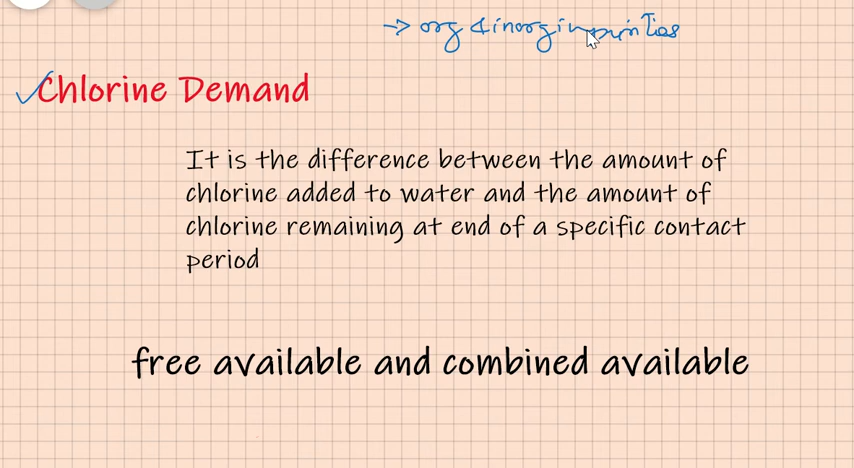 → org & inorg impurities
✓Chlorine Demand
It is the difference between the amount of
chlorine added to water and the amount of
chlorine remaining at end of a specific contact
period
free available and combined available